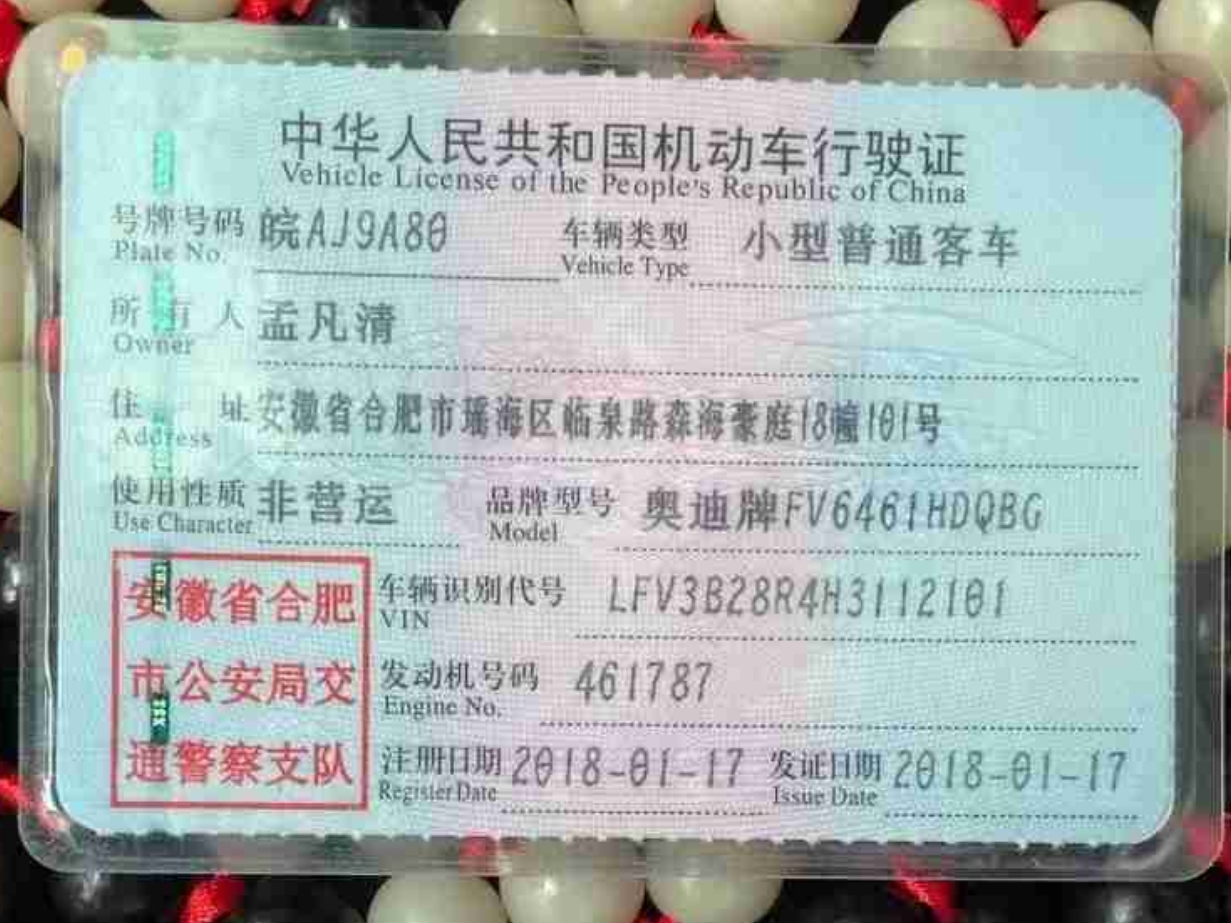 中华人民共和国机动车行驶证
Vehicle License of the People's Republic of China
号牌号码 皖AJ9A80 车辆类型 小型普通客车
Plate No. Vehicle Type
所有人 孟凡清
Owner
住址 安徽省合肥市瑶海区临泉路森海豪庭18幢101号
Address
使用性质 非营运 品牌型号 奥迪牌FV6461HDQBG
Use Character Model
安徽省合肥 车辆识别代号 LFV3B28R4H3112101
VIN
市公安局交 发动机号码 461787
Engine No.
通警察支队 注册日期 2018-01-17 发证日期 2018-01-17
Register Date Issue Date